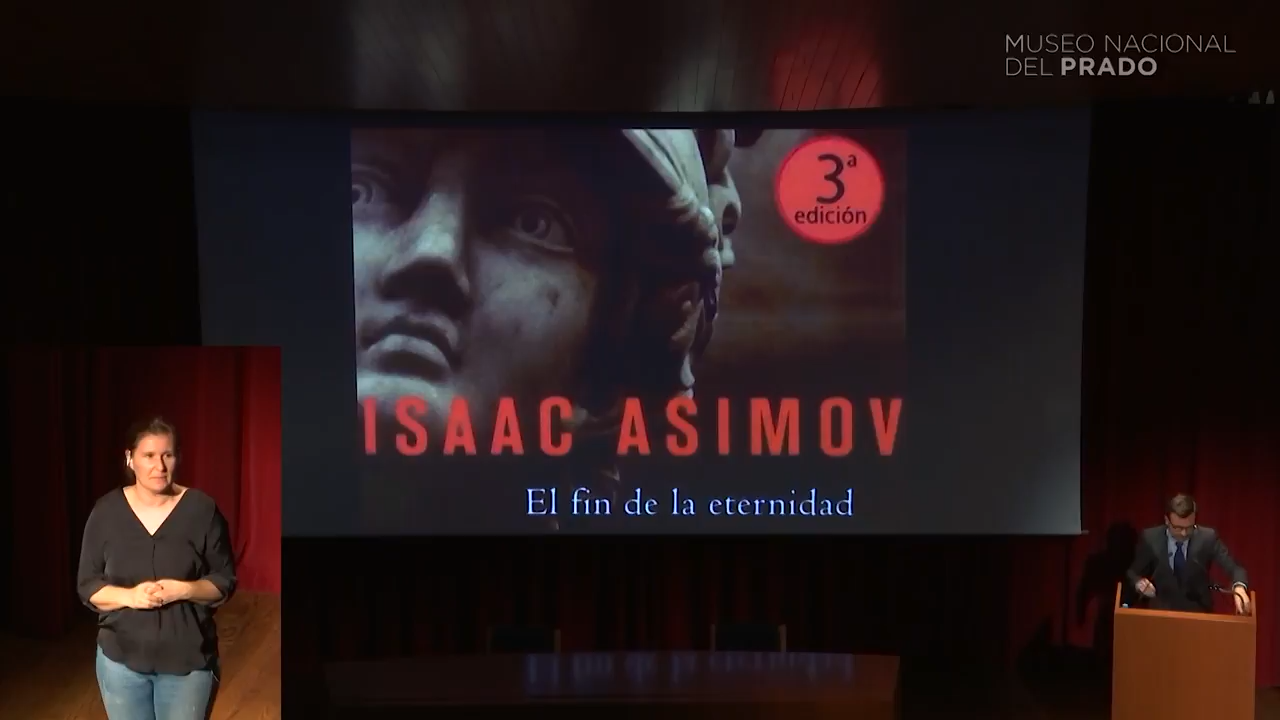 MUSEO NACIONAL
DEL PRADO
3ª
edición
ISAAC ASIMOV
El fin de la eternidad